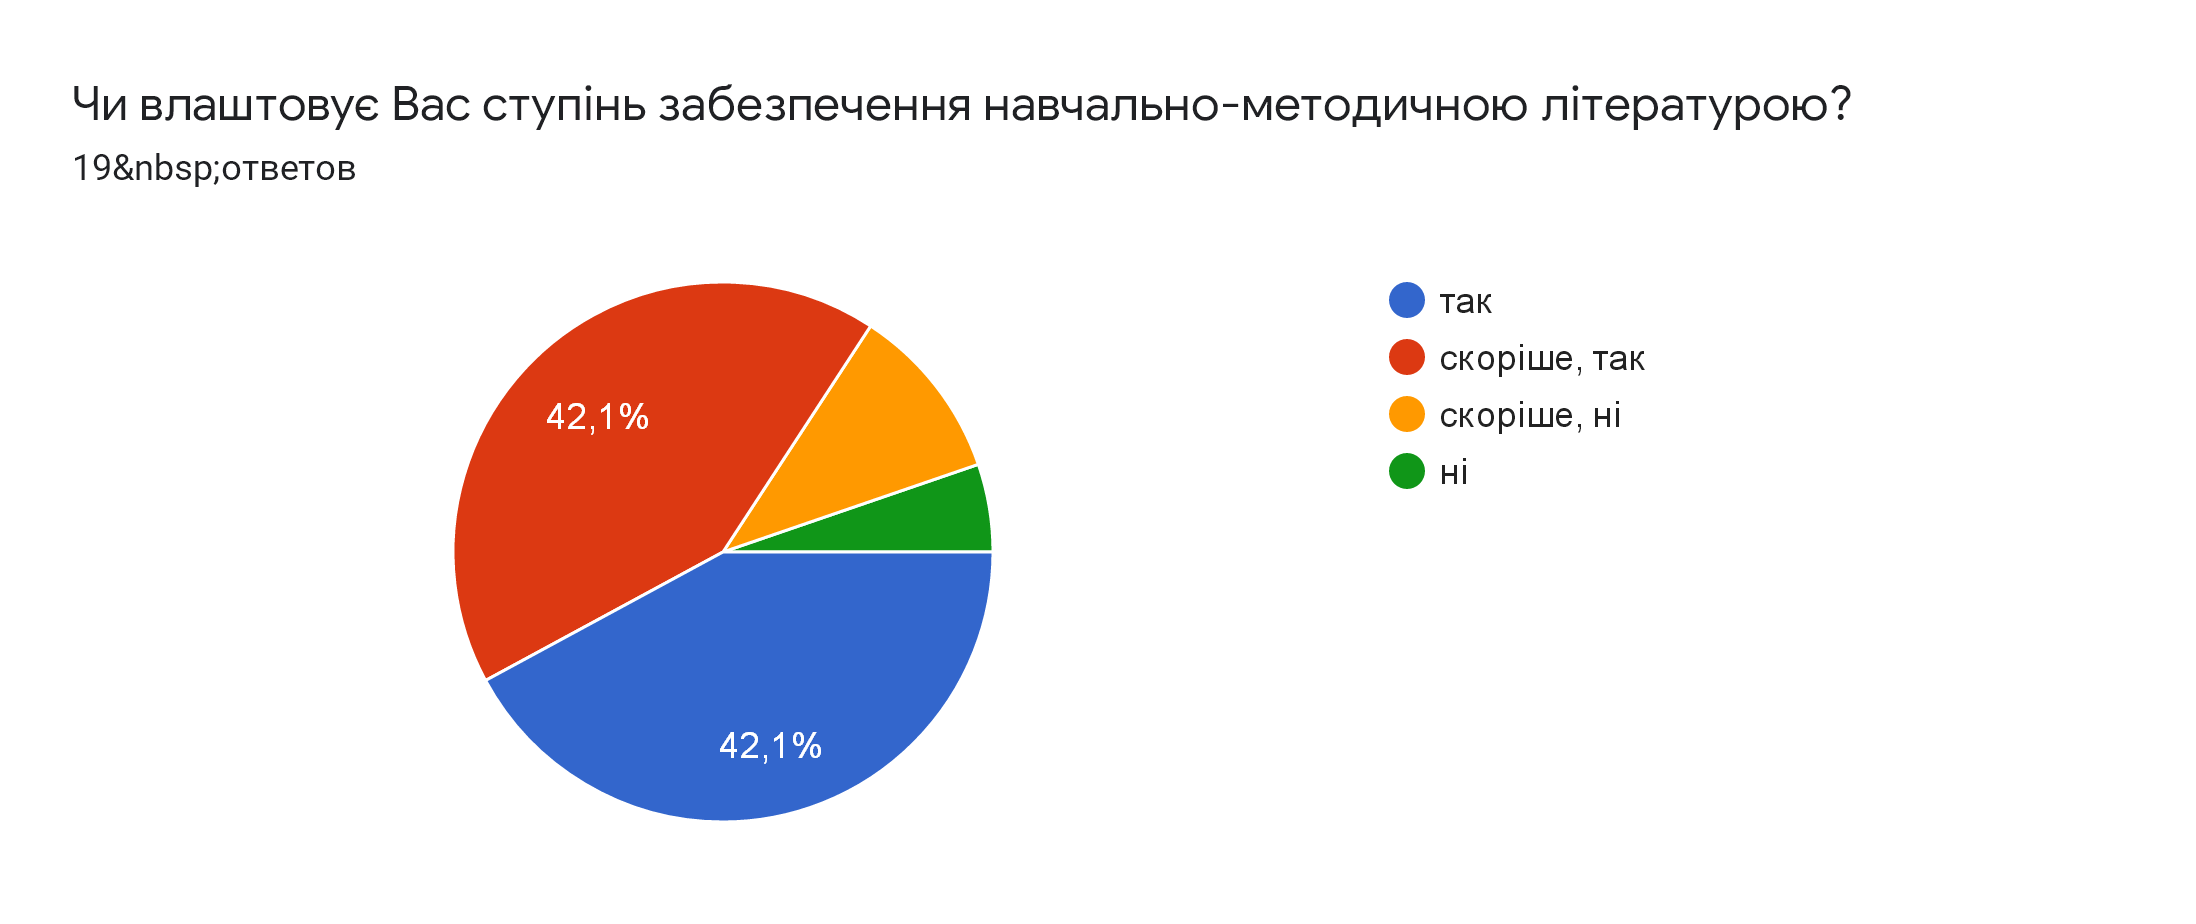 Чи влаштовує Вас ступінь забезпечення навчально-методичною літературою?
19&nbsp;ответов
так
скоріше, так
скоріше, ні
ні
42,1%
42,1%